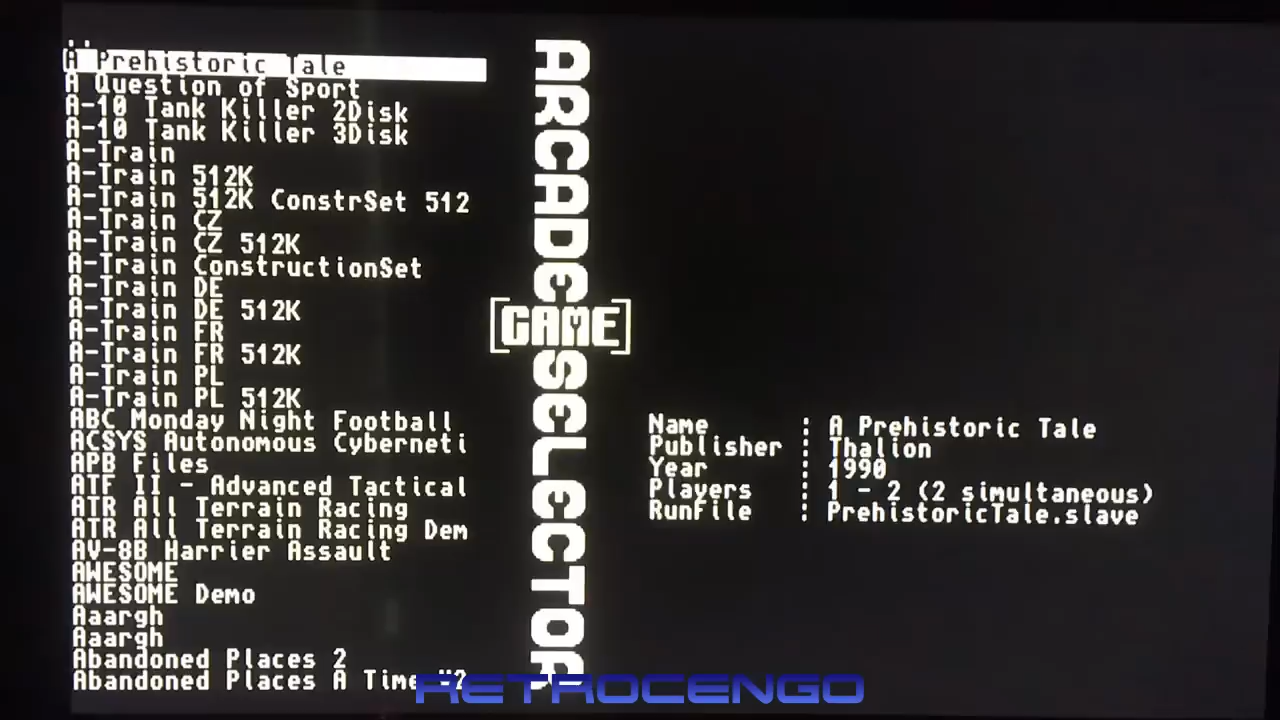 ..
A Prehistoric Tale
A Question of Sport
A-10 Tank Killer 2Disk
A-10 Tank Killer 3Disk
A-Train
A-Train 512K
A-Train 512K ConstrSet 512
A-Train CZ
A-Train CZ 512K
A-Train ConstructionSet
A-Train DE
A-Train DE 512K
A-Train FR
A-Train FR 512K
A-Train PL
A-Train PL 512K
ABC Monday Night Football
ACSYS Autonomous Cyberneti
APB Files
ATF II - Advanced Tactical
ATR All Terrain Racing
ATR All Terrain Racing Dem
AV-8B Harrier Assault
AWESOME
AWESOME Demo
Aaargh
Aaargh
Abandoned Places 2
Abandoned Places A Time V2
ARCADE
[GAME]
SELECTOR
Name : A Prehistoric Tale
Publisher : Thalion
Year : 1990
Players : 1 - 2 (2 simultaneous)
RunFile : PrehistoricTale.slave
RETROCENGO